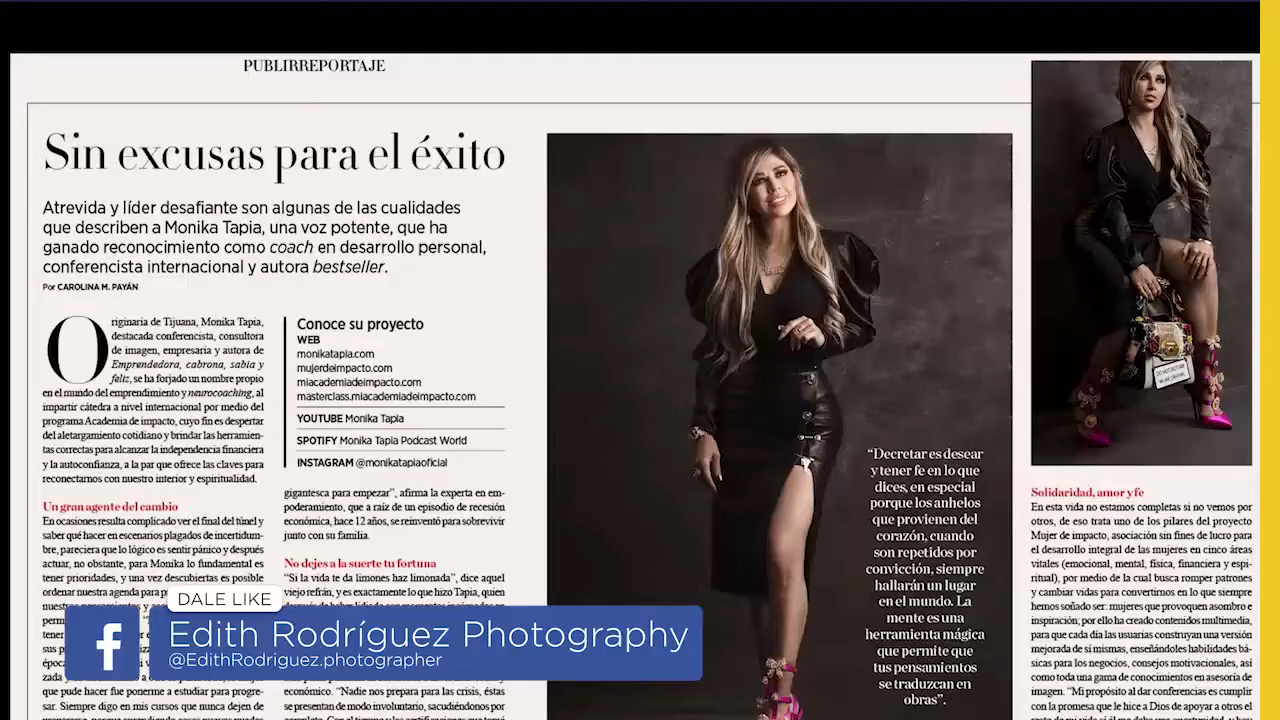 PUBLIRREPORTAJE
Sin excusas para el éxito
Atrevida y líder desafiante son algunas de las cualidades
que describen a Monika Tapia, una voz potente, que ha
ganado reconocimiento como coach en desarrollo personal,
conferencista internacional y autora bestseller.
Por CAROLINA M. PAYÁN
Originaria de Tijuana, Monika Tapia,
destacada conferencista, consultora
de imagen, empresaria y autora de
Emprendedora, cabrona, sabia y
feliz, se ha forjado un nombre propio
en el mundo del emprendimiento y neurocoaching, al
impartir cátedra a nivel internacional por medio del
programa Academia de impacto, cuyo fin es despertar
del aletargamiento cotidiano y brindar las herramien-
tas correctas para alcanzar la independencia financiera
y la autoconfianza, a la par que ofrece las claves para
reconectarnos con nuestro interior y espiritualidad.
Un gran agente del cambio
En ocasiones resulta complicado ver el final del túnel y
saber qué hacer en escenarios plagados de incertidum-
bre, pareciera que lo lógico es sentir pánico y después
actuar, no obstante, para Monika lo fundamental es
tener prioridades, y una vez descubiertas es posible
ordenar nuestra agenda para
que pude hacer fue ponerme a estudiar para progre-
sar. Siempre digo en mis cursos que nunca dejen de
Conoce su proyecto
WEB
monikatapia.com
mujerdeimpacto.com
miacademiadeimpacto.com
masterclass.miacademiadeimpacto.com
YOUTUBE Monika Tapia
SPOTIFY Monika Tapia Podcast World
INSTAGRAM @monikatapiaoficial
gigantesca para empezar", afirma la experta en em-
poderamiento, que a raíz de un episodio de recesión
económica, hace 12 años, se reinventó para sobrevivir
junto con su familia.
No dejes a la suerte tu fortuna
"Si la vida te da limones haz limonada", dice aquel
viejo refrán, y es exactamente lo que hizo Tapia, quien
económico. "Nadie nos prepara para las crisis, éstas
se presentan de modo involuntario, sacudiéndonos por
"Decretar es desear
y tener fe en lo que
dices, en especial
porque los anhelos
que provienen del
corazón, cuando
son repetidos por
convicción, siempre
hallarán un lugar
en el mundo. La
mente es una
herramienta mágica
que permite que
tus pensamientos
se traduzcan en
obras".
Solidaridad, amor y fe
En esta vida no estamos completas si no vemos por
otros, de eso trata uno de los pilares del proyecto
Mujer de impacto, asociación sin fines de lucro para
el desarrollo integral de las mujeres en cinco áreas
vitales (emocional, mental, física, financiera y espi-
ritual), por medio de la cual busca romper patrones
y cambiar vidas para convertirnos en lo que siempre
hemos soñado ser: mujeres que provoquen asombro e
inspiración; por ello ha creado contenidos multimedia,
para que cada día las usuarias construyan una versión
mejorada de sí mismas, enseñándoles habilidades bá-
sicas para los negocios, consejos motivacionales, así
como toda una gama de conocimientos en asesoría de
imagen. "Mi propósito al dar conferencias es cumplir
con la promesa que le hice a Dios de apoyar a otros el
DALE LIKE
Edith Rodríguez Photography
@EdithRodriguez.photographer